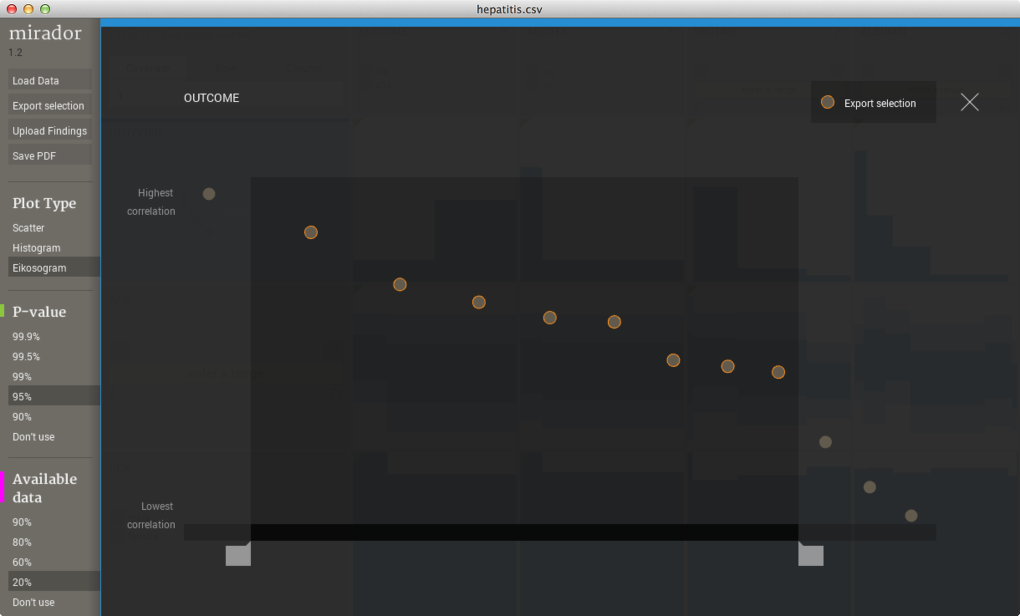 hepatitis.csv
mirador
1.2
Load Data
Export selection
Upload Findings
Save PDF
Plot Type
Scatter
Histogram
Eikosogram
P-value
99.9%
99.5%
99%
95%
90%
Don't use
Available
data
90%
80%
60%
20%
Don't use
OUTCOME
Export selection
Highest
correlation
Lowest
correlation